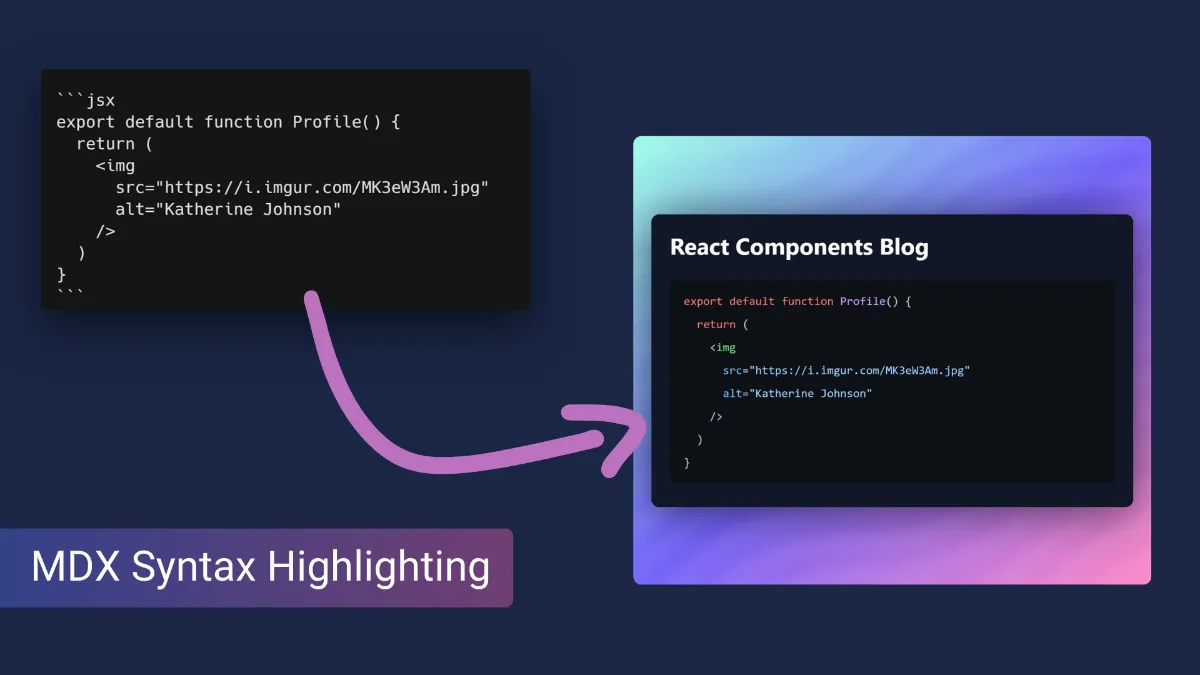 ```jsx
export default function Profile() {
  return (
    <img
      src="https://i.imgur.com/MK3eW3Am.jpg"
      alt="Katherine Johnson"
    />
  )
}
```
React Components Blog
export default function Profile() {
  return (
    <img
      src="https://i.imgur.com/MK3eW3Am.jpg"
      alt="Katherine Johnson"
    />
  )
}
MDX Syntax Highlighting